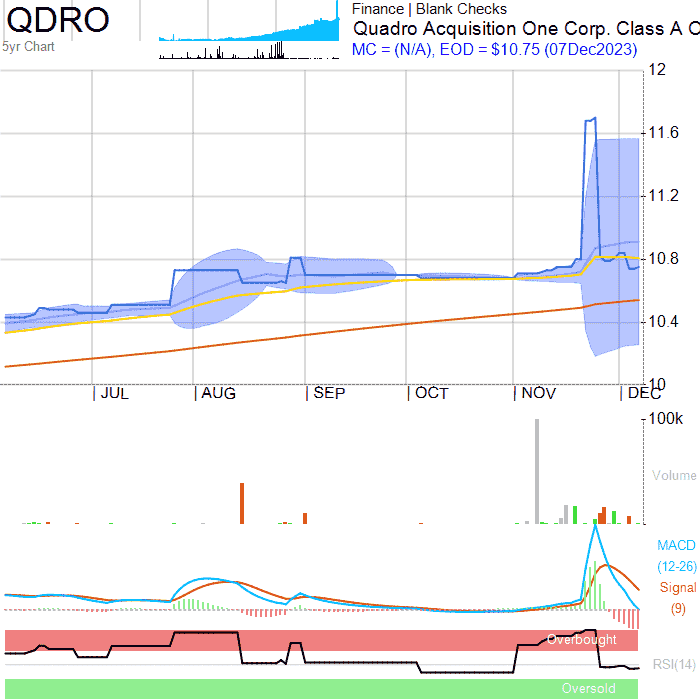 QDRO
5yr Chart
Finance | Blank Checks
Quadro Acquisition One Corp. Class A O
MC = (N/A), EOD = $10.75 (07Dec2023)
12
11.6
11.2
10.8
10.4
10
JUL AUG SEP OCT NOV DEC
100k
Volume
MACD
(12-26)
Signal
(9)
Overbought
RSI(14)
Oversold